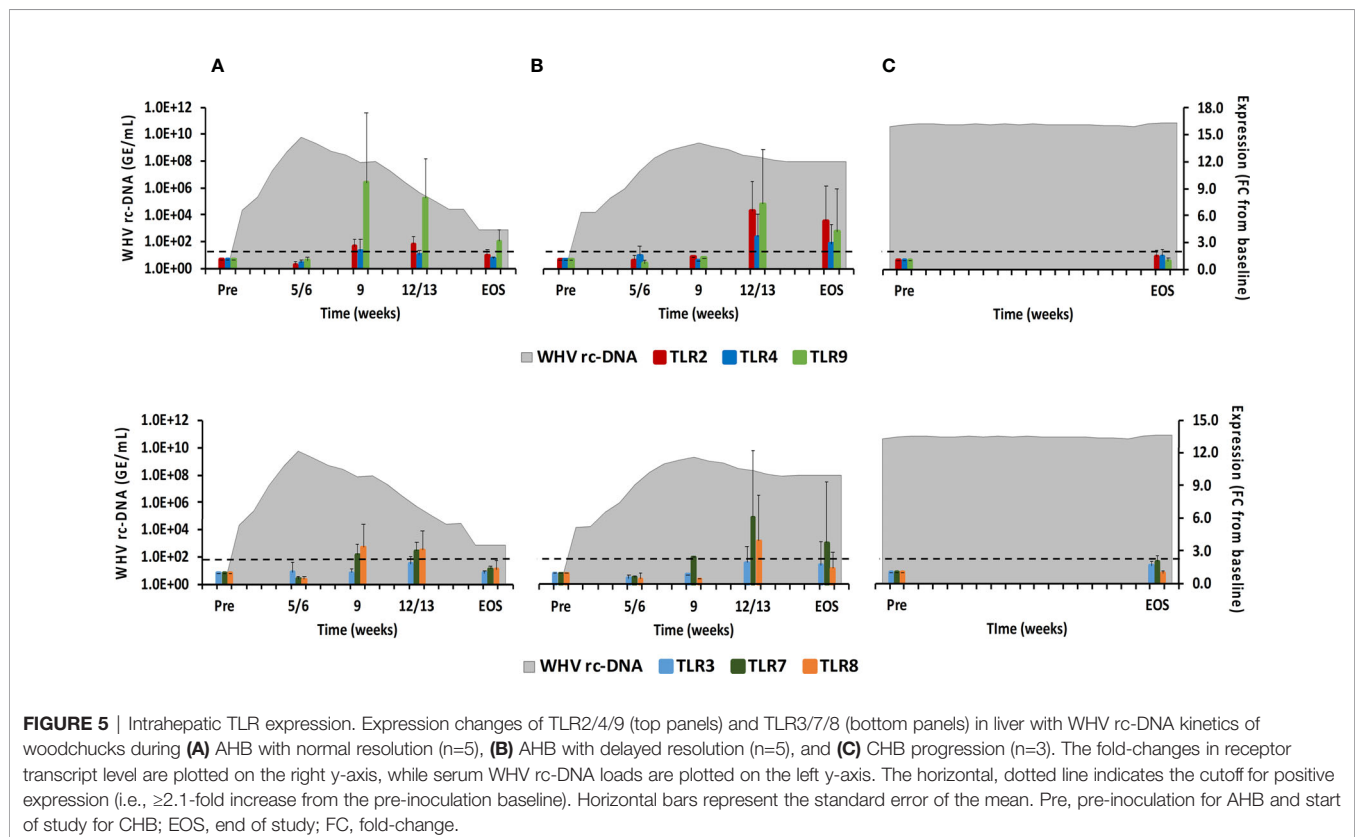 A B C
WHV rc-DNA (GE/mL)
1.0E+12
1.0E+10
1.0E+08
1.0E+06
1.0E+04
1.0E+02
1.0E+00
Pre 5/6 9 12/13 EOS
Time (weeks)
Pre 5/6 9 12/13 EOS
Time (weeks)
Pre EOS
Time (weeks)
18.0
15.0
12.0
9.0
6.0
3.0
0.0
Expression (FC from baseline)
WHV rc-DNA TLR2 TLR4 TLR9
WHV rc-DNA (GE/mL)
1.0E+12
1.0E+10
1.0E+08
1.0E+06
1.0E+04
1.0E+02
1.0E+00
Pre 5/6 9 12/13 EOS
Time (weeks)
Pre 5/6 9 12/13 EOS
Time (weeks)
Pre EOS
TIme (weeks)
15.0
12.0
9.0
6.0
3.0
0.0
Expression (FC from baseline)
WHV rc-DNA TLR3 TLR7 TLR8
FIGURE 5 | Intrahepatic TLR expression. Expression changes of TLR2/4/9 (top panels) and TLR3/7/8 (bottom panels) in liver with WHV rc-DNA kinetics of
woodchucks during (A) AHB with normal resolution (n=5), (B) AHB with delayed resolution (n=5), and (C) CHB progression (n=3). The fold-changes in receptor
transcript level are plotted on the right y-axis, while serum WHV rc-DNA loads are plotted on the left y-axis. The horizontal, dotted line indicates the cutoff for positive
expression (i.e., ≥2.1-fold increase from the pre-inoculation baseline). Horizontal bars represent the standard error of the mean. Pre, pre-inoculation for AHB and start
of study for CHB; EOS, end of study; FC, fold-change.